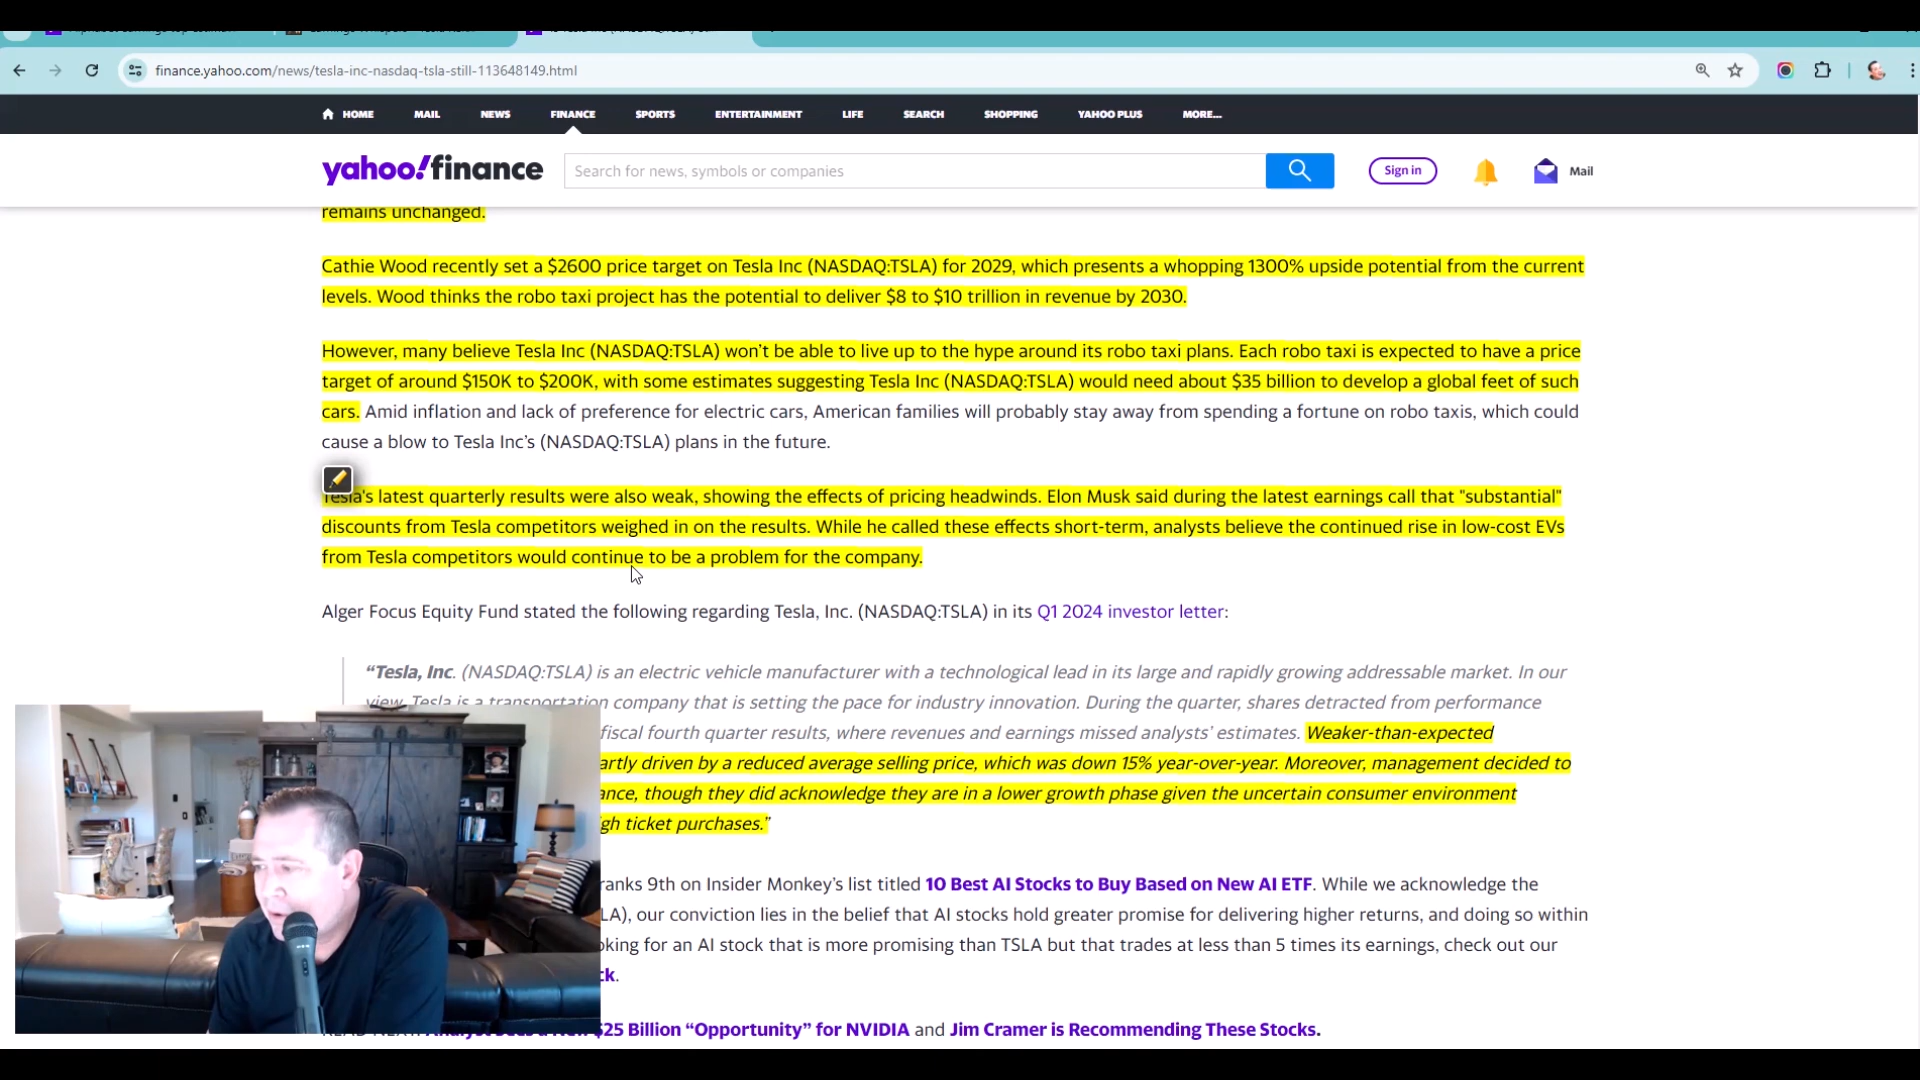 finance.yahoo.com/news/tesla-inc-nasdaq-tsla-still-113648149.html
HOME MAIL NEWS FINANCE SPORTS ENTERTAINMENT LIFE SEARCH SHOPPING YAHOO PLUS MORE...
yahoo!finance Search for news, symbols or companies Sign in Mail
remains unchanged.
Cathie Wood recently set a $2600 price target on Tesla Inc (NASDAQ:TSLA) for 2029, which presents a whopping 1300% upside potential from the current
levels. Wood thinks the robo taxi project has the potential to deliver $8 to $10 trillion in revenue by 2030.
However, many believe Tesla Inc (NASDAQ:TSLA) won’t be able to live up to the hype around its robo taxi plans. Each robo taxi is expected to have a price
target of around $150K to $200K, with some estimates suggesting Tesla Inc (NASDAQ:TSLA) would need about $35 billion to develop a global feet of such
cars. Amid inflation and lack of preference for electric cars, American families will probably stay away from spending a fortune on robo taxis, which could
cause a blow to Tesla Inc’s (NASDAQ:TSLA) plans in the future.
Tesla's latest quarterly results were also weak, showing the effects of pricing headwinds. Elon Musk said during the latest earnings call that "substantial"
discounts from Tesla competitors weighed in on the results. While he called these effects short-term, analysts believe the continued rise in low-cost EVs
from Tesla competitors would continue to be a problem for the company.
Alger Focus Equity Fund stated the following regarding Tesla, Inc. (NASDAQ:TSLA) in its Q1 2024 investor letter:
“Tesla, Inc. (NASDAQ:TSLA) is an electric vehicle manufacturer with a technological lead in its large and rapidly growing addressable market. In our
view, Tesla is a transportation company that is setting the pace for industry innovation. During the quarter, shares detracted from performance
fiscal fourth quarter results, where revenues and earnings missed analysts’ estimates. Weaker-than-expected
artly driven by a reduced average selling price, which was down 15% year-over-year. Moreover, management decided to
ance, though they did acknowledge they are in a lower growth phase given the uncertain consumer environment
gh ticket purchases.”
ranks 9th on Insider Monkey’s list titled 10 Best AI Stocks to Buy Based on New AI ETF. While we acknowledge the
LA), our conviction lies in the belief that AI stocks hold greater promise for delivering higher returns, and doing so within
oking for an AI stock that is more promising than TSLA but that trades at less than 5 times its earnings, check out our
ck.
$25 Billion “Opportunity” for NVIDIA and Jim Cramer is Recommending These Stocks.